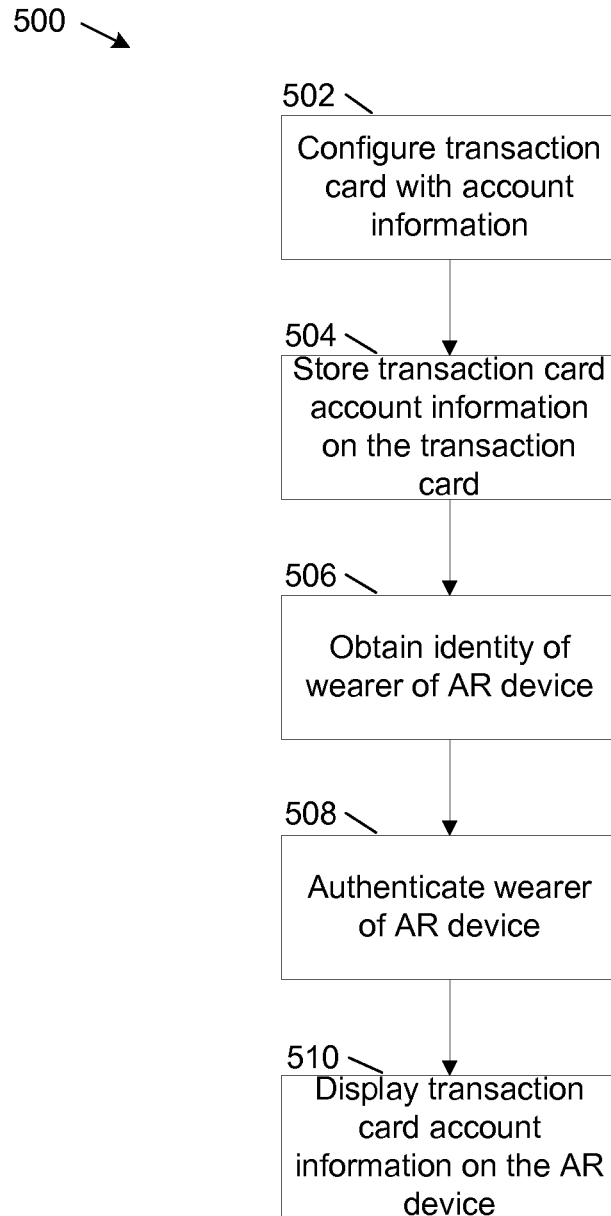 500
502
Configure transaction
card with account
information
504
Store transaction card
account information
on the transaction
card
506
Obtain identity of
wearer of AR device
508
Authenticate wearer
of AR device
510
Display transaction
card account
information on the AR
device